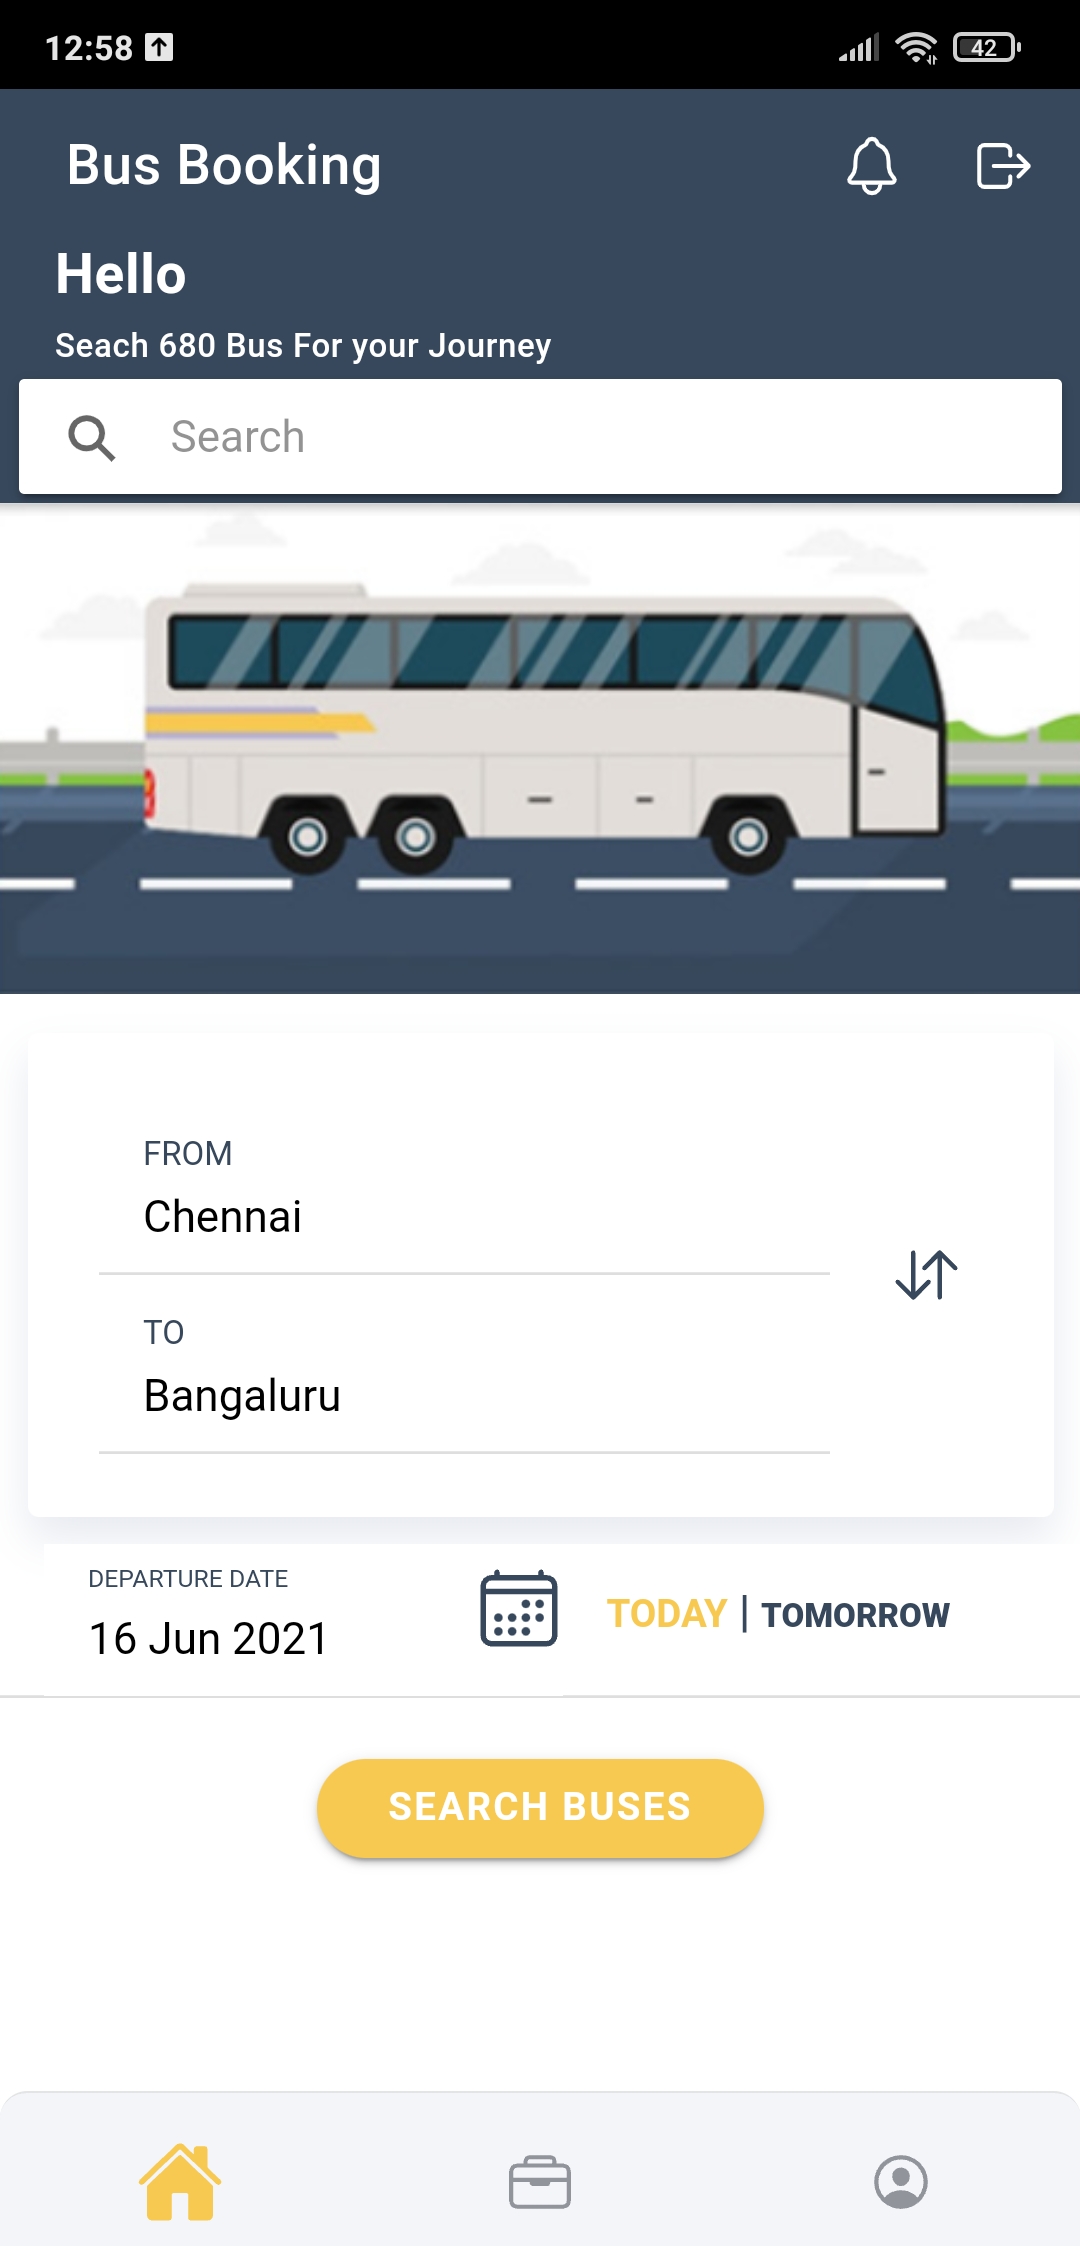 12:58
42
Bus Booking
Hello
Seach 680 Bus For your Journey
Search
FROM
Chennai
TO
Bangaluru
DEPARTURE DATE
16 Jun 2021
TODAY | TOMORROW
SEARCH BUSES